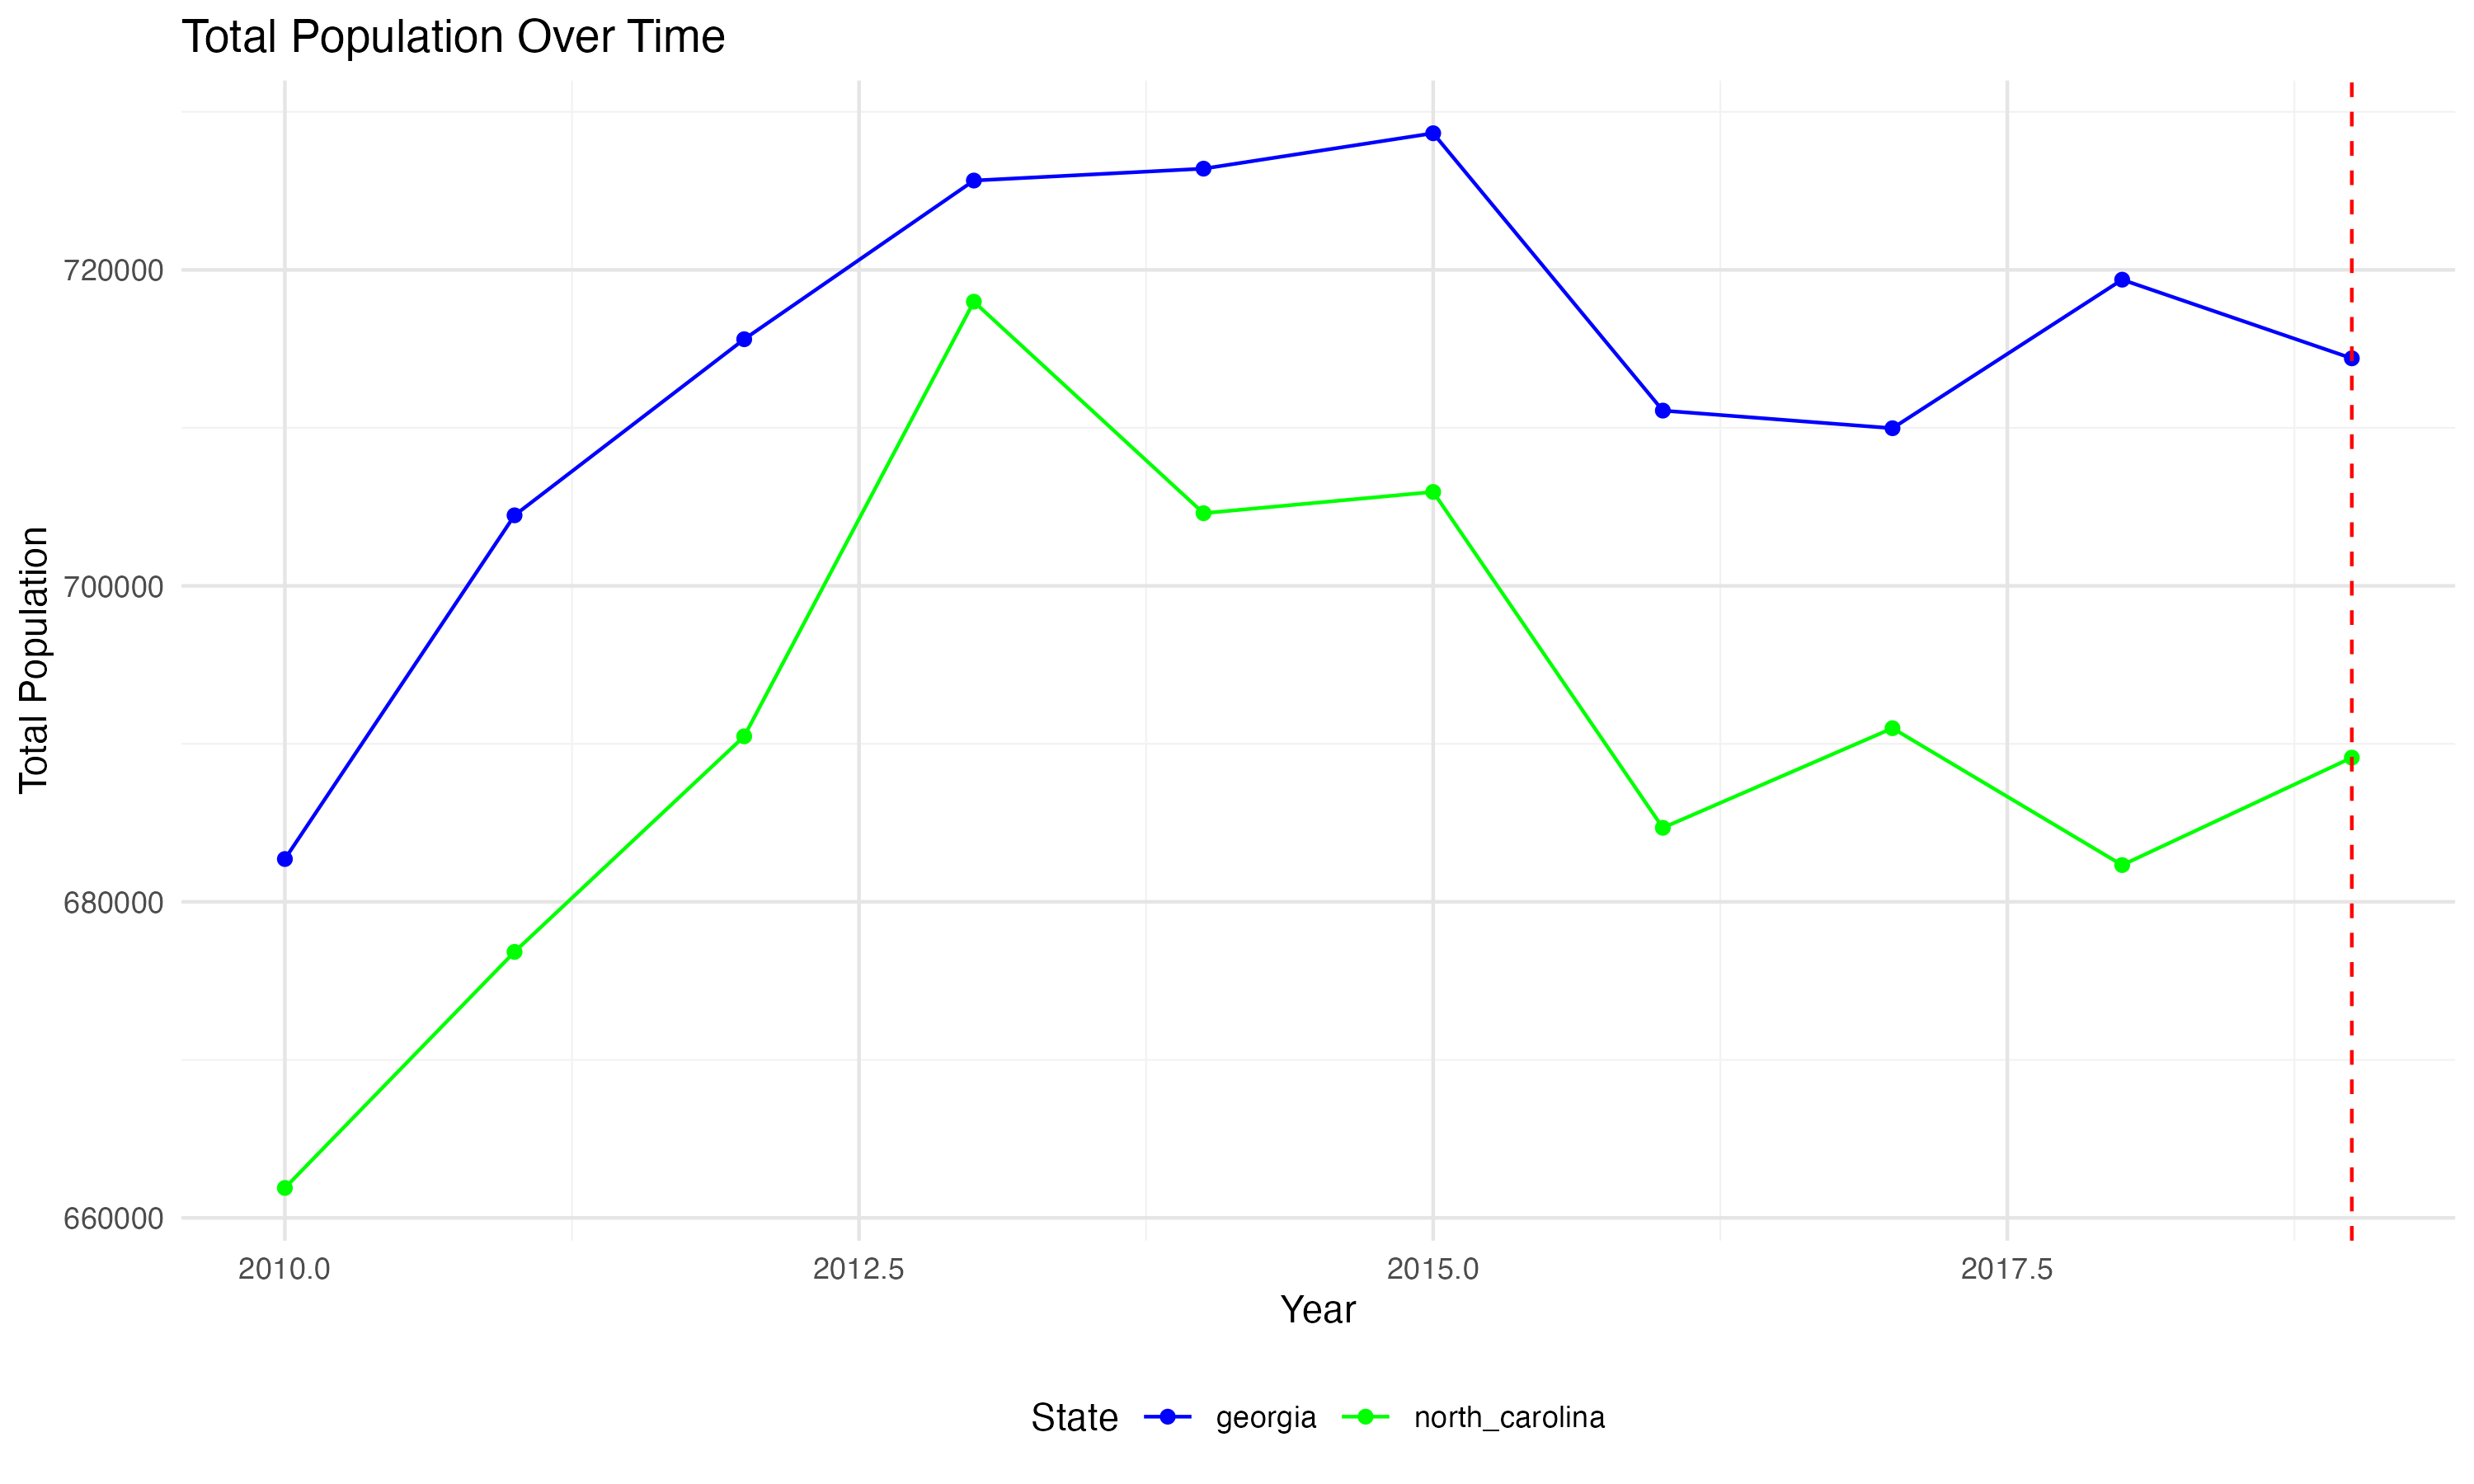 Total Population Over Time
Total Population
720000
700000
680000
660000
2010.0 2012.5 2015.0 2017.5
Year
State georgia north_carolina